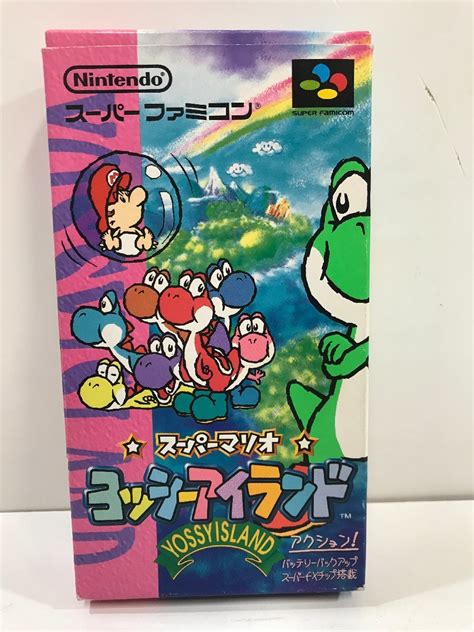 Nintendo
スーパーファミコン®
SUPER FAMICOM
スーパーマリオ
ヨッシーアイランド™
YOSSY ISLAND
アクション!
バッテリーバックアップ
スーパーFXチップ搭載